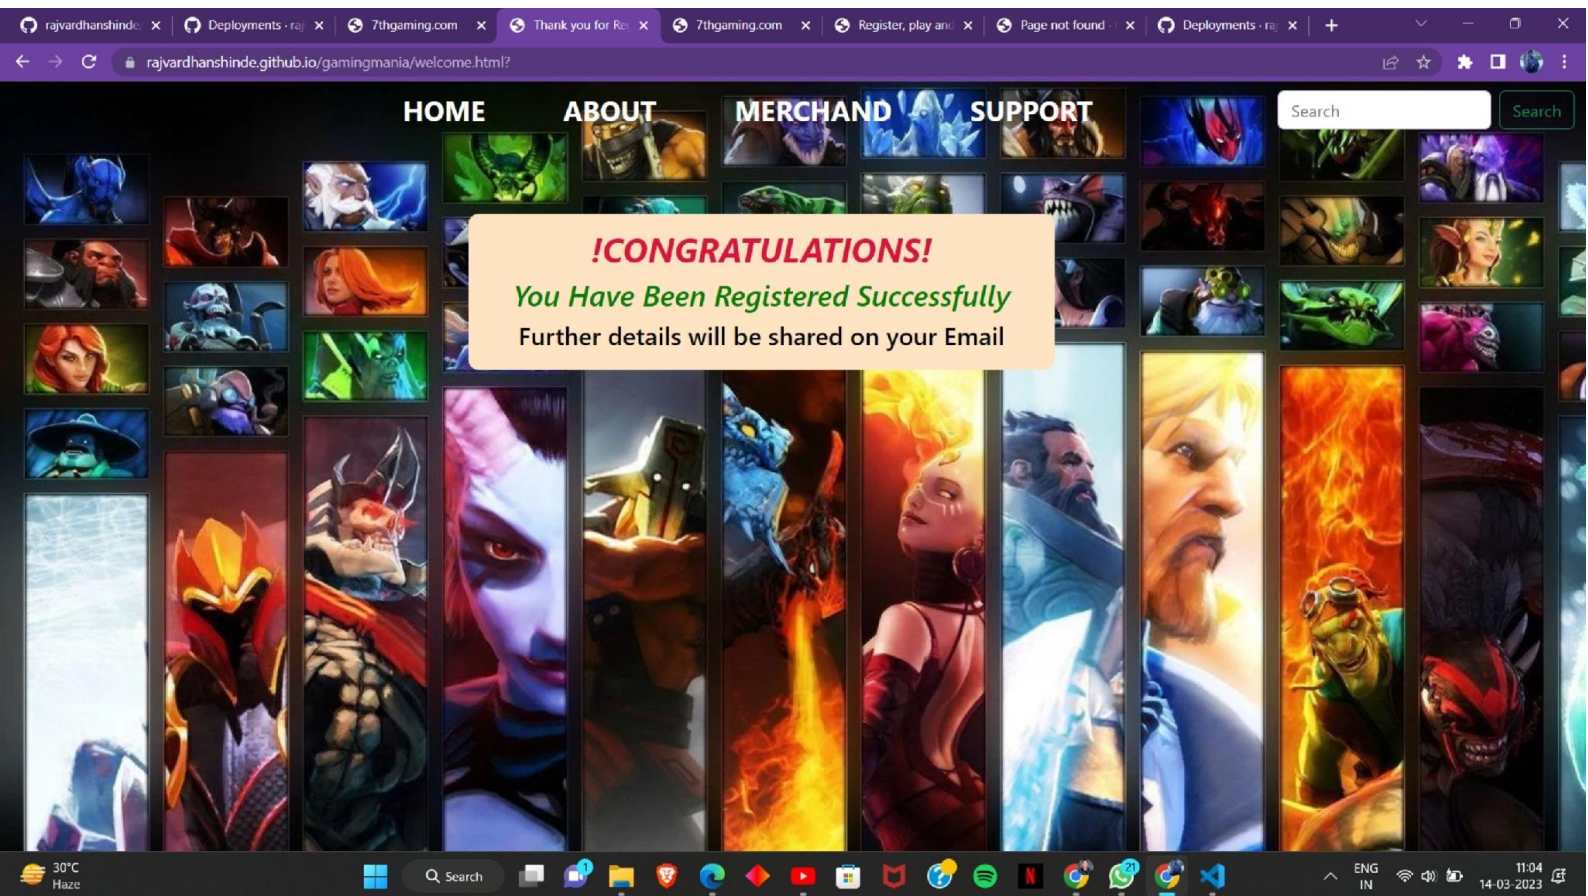 rajvardhanshinde
Deployments · raj
7thgaming.com
Thank you for Re
7thgaming.com
Register, play and
Page not found ·
Deployments · raj
rajvardhanshinde.github.io/gamingmania/welcome.html?
HOME ABOUT MERCHAND SUPPORT
Search
Search
!CONGRATULATIONS!
You Have Been Registered Successfully
Further details will be shared on your Email
30°C
Haze
Search
1
21
ENG
IN
11:04
14-03-2023